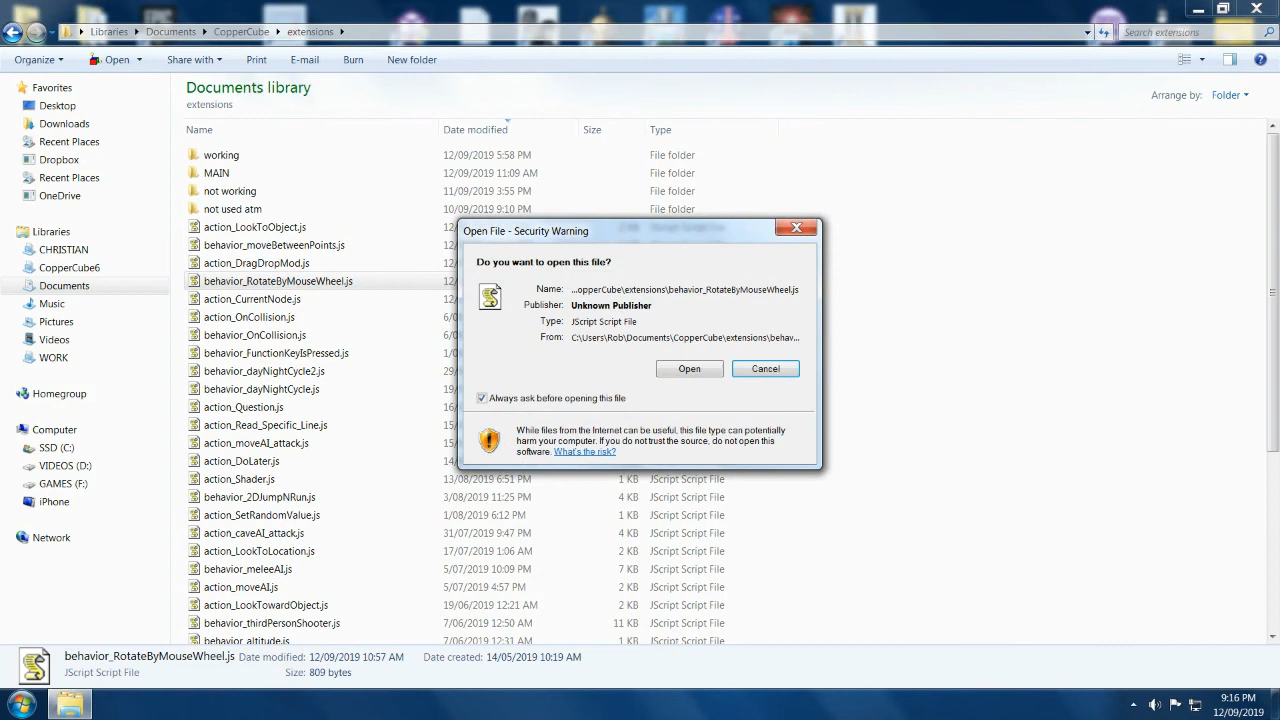 Libraries Documents CopperCube extensions
Search extensions
Organize Open Share with Print E-mail Burn New folder
Favorites
Desktop
Downloads
Recent Places
Dropbox
Recent Places
OneDrive
Libraries
CHRISTIAN
CopperCube6
Documents
Music
Pictures
Videos
WORK
Homegroup
Computer
SSD (C:)
VIDEOS (D:)
GAMES (F:)
iPhone
Network
Documents library
extensions
Arrange by: Folder
Name Date modified Size Type
working 12/09/2019 5:58 PM File folder
MAIN 12/09/2019 11:09 AM File folder
not working 11/09/2019 3:55 PM File folder
not used atm 10/09/2019 9:10 PM File folder
action_LookToObject.js
behavior_moveBetweenPoints.js
action_DragDropMod.js
behavior_RotateByMouseWheel.js
action_CurrentNode.js
action_OnCollision.js
behavior_OnCollision.js
behavior_FunctionKeyIsPressed.js
behavior_dayNightCycle2.js
behavior_dayNightCycle.js
action_Question.js
action_Read_Specific_Line.js
action_moveAI_attack.js
action_DoLater.js
action_Shader.js 13/08/2019 6:51 PM 1 KB JScript Script File
behavior_2DJumpNRun.js 3/08/2019 11:25 PM 4 KB JScript Script File
action_SetRandomValue.js 1/08/2019 6:12 PM 1 KB JScript Script File
action_caveAI_attack.js 31/07/2019 9:47 PM 4 KB JScript Script File
action_LookToLocation.js 17/07/2019 1:06 AM 2 KB JScript Script File
behavior_meleeAI.js 5/07/2019 10:09 PM 7 KB JScript Script File
action_moveAI.js 5/07/2019 4:57 PM 4 KB JScript Script File
action_LookTowardObject.js 19/06/2019 12:21 AM 2 KB JScript Script File
behavior_thirdPersonShooter.js 7/06/2019 12:50 AM 11 KB JScript Script File
behavior_altitude.js 7/06/2019 12:31 AM 1 KB JScript Script File
Open File - Security Warning
Do you want to open this file?
Name: ...opperCube\extensions\behavior_RotateByMouseWheel.js
Publisher: Unknown Publisher
Type: JScript Script File
From: C:\Users\Rob\Documents\CopperCube\extensions\behav...
Open Cancel
Always ask before opening this file
While files from the Internet can be useful, this file type can potentially
harm your computer. If you do not trust the source, do not open this
software. What's the risk?
behavior_RotateByMouseWheel.js Date modified: 12/09/2019 10:57 AM Date created: 14/05/2019 10:19 AM
JScript Script File Size: 809 bytes
9:16 PM
12/09/2019